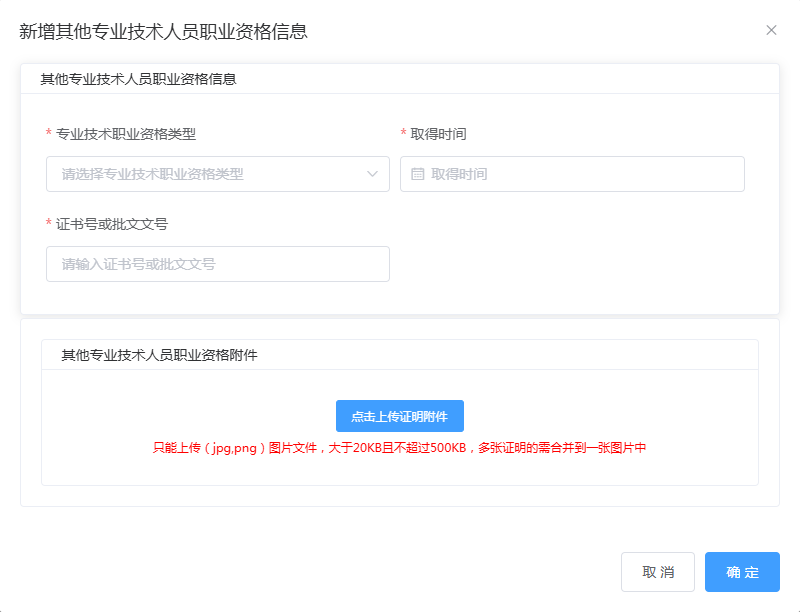 新增其他专业技术人员职业资格信息
其他专业技术人员职业资格信息
* 专业技术职业资格类型
* 取得时间
请选择专业技术职业资格类型
取得时间
* 证书号或批文文号
请输入证书号或批文文号
其他专业技术人员职业资格附件
点击上传证明附件
只能上传（jpg,png）图片文件，大于20KB且不超过500KB，多张证明的需合并到一张图片中
取 消
确 定